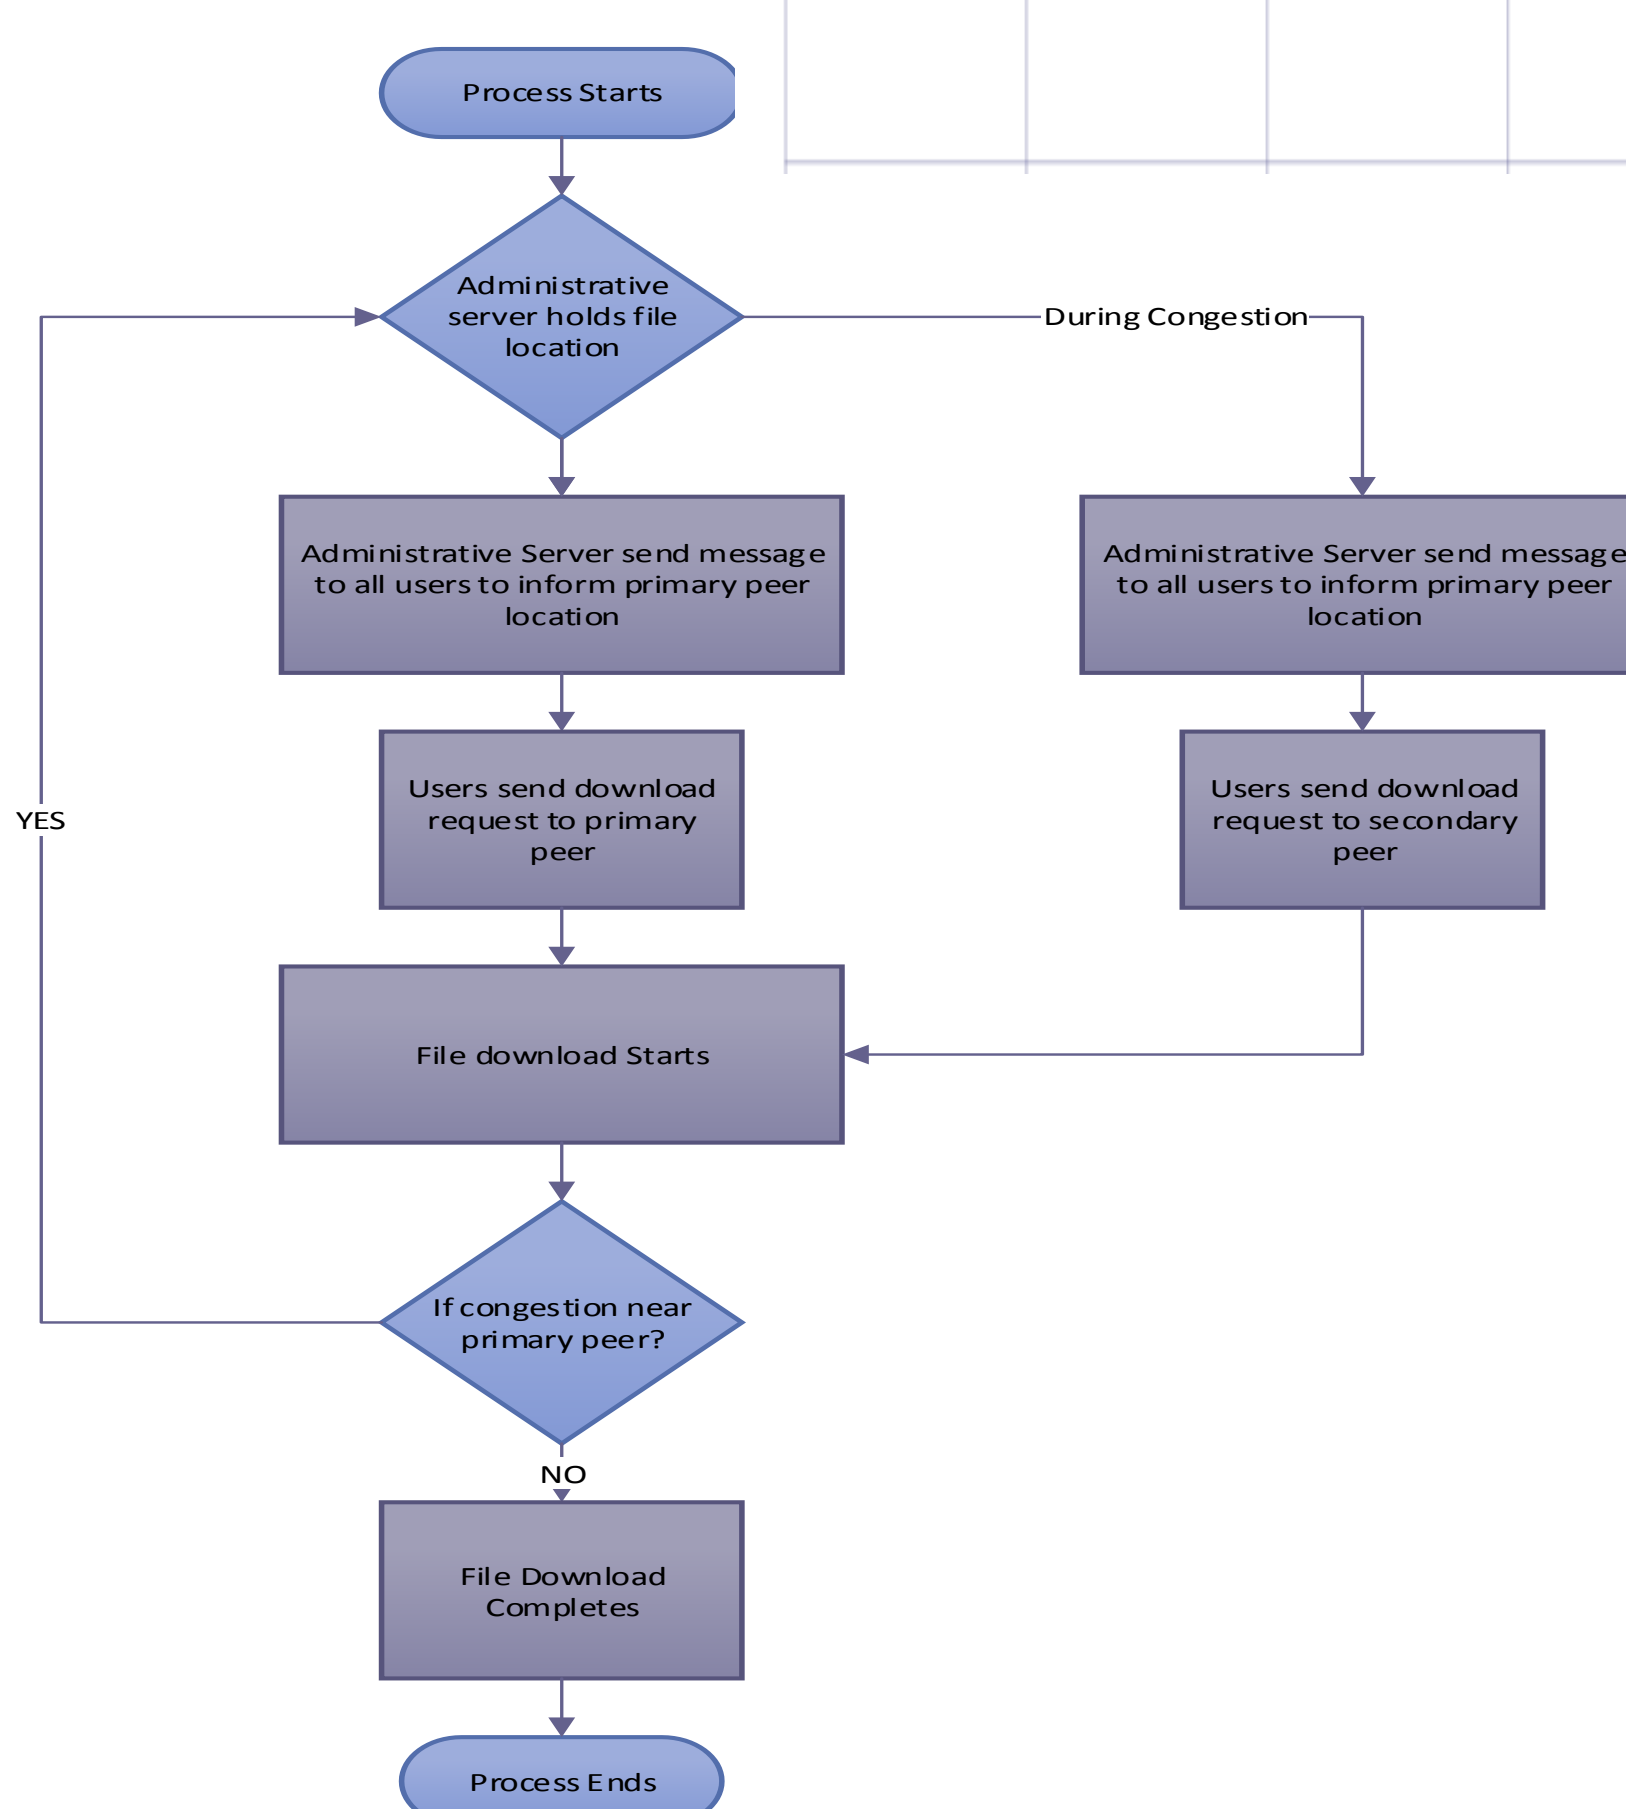 Process Starts
Administrative
server holds file
location
During Congestion
Administrative Server send message
to all users to inform primary peer
location
Administrative Server send message
to all users to inform primary peer
location
Users send download
request to primary
peer
Users send download
request to secondary
peer
YES
File download Starts
If congestion near
primary peer?
NO
File Download
Completes
Process Ends